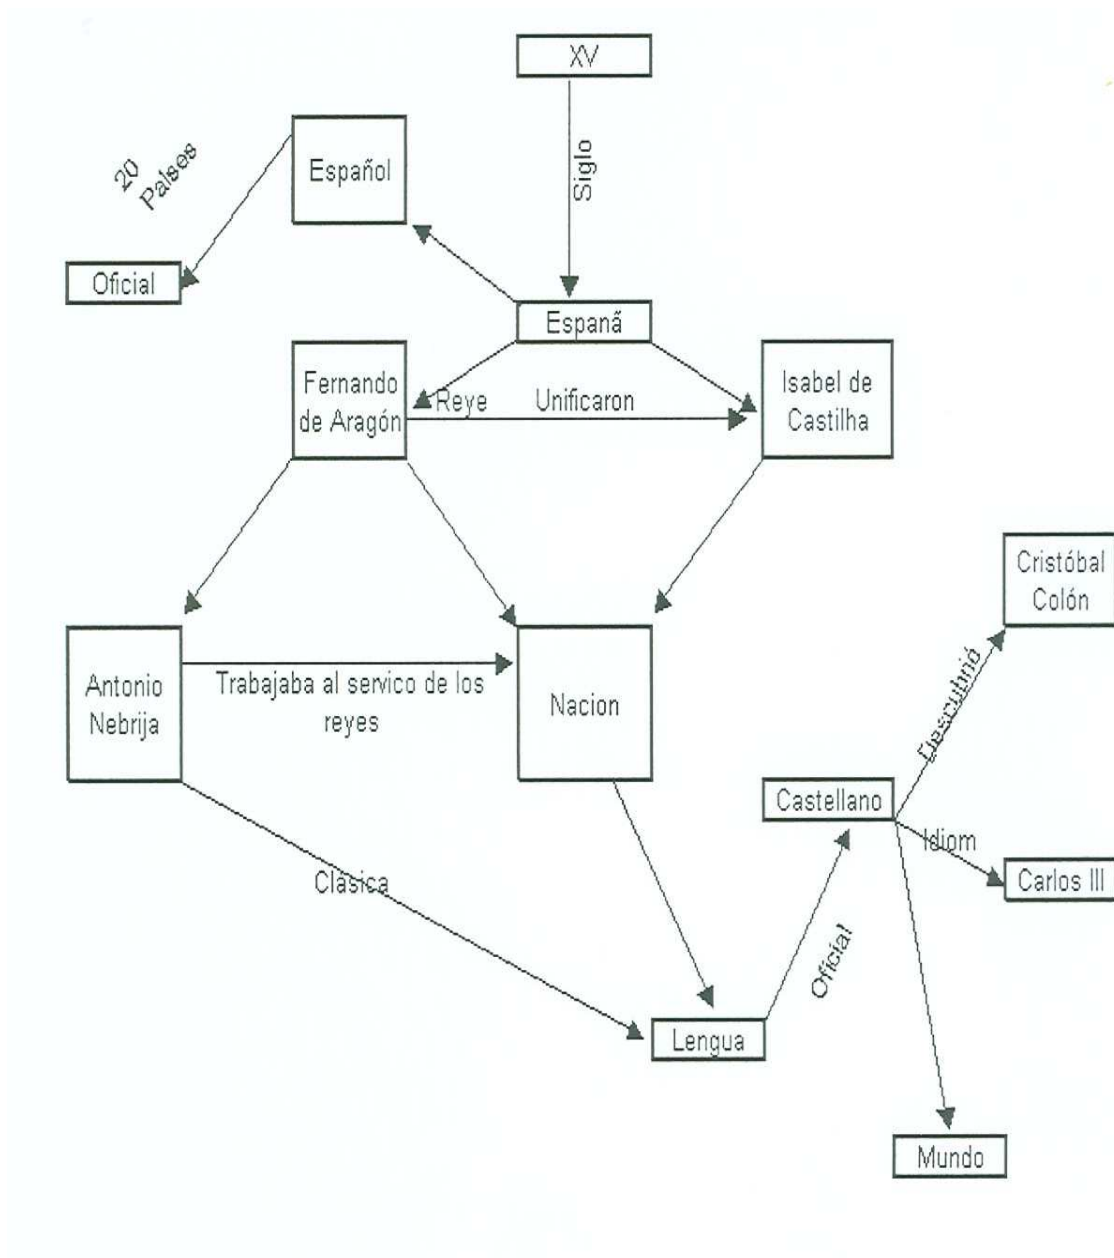 XV
Siglo
20
Palses
Español
Oficial
Espanã
Fernando
de Aragón
Reye
Unificaron
Isabel de
Castilha
Cristóbal
Colón
Antonio
Nebrija
Trabajaba al servico de los
reyes
Nacion
Descubrió
Castellano
Idiom
Carlos III
Clásica
Oficial
Lengua
Mundo